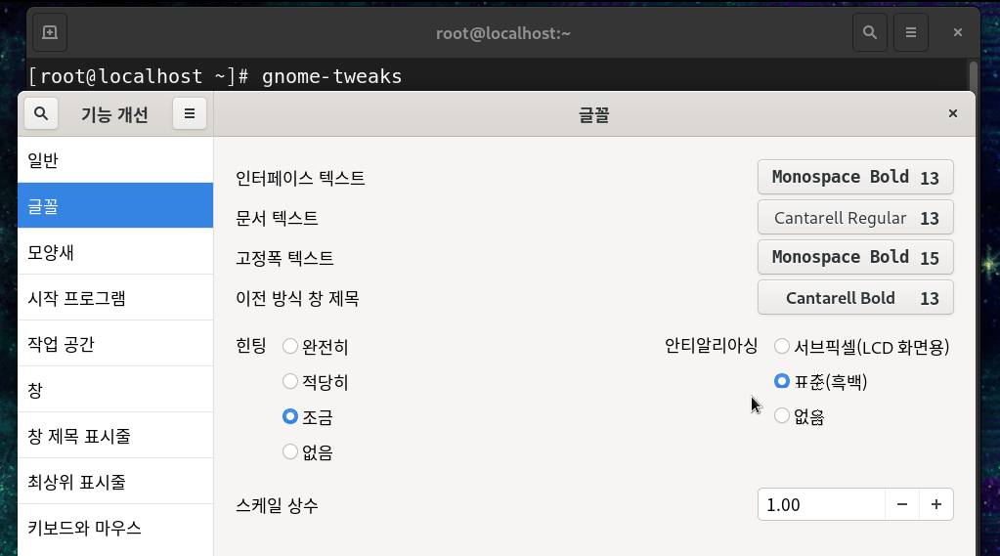 root@localhost:~
[root@localhost ~]# gnome-tweaks
기능 개선
글꼴
일반
글꼴
모양새
시작 프로그램
작업 공간
창
창 제목 표시줄
최상위 표시줄
키보드와 마우스
인터페이스 텍스트 Monospace Bold 13
문서 텍스트 Cantarell Regular 13
고정폭 텍스트 Monospace Bold 15
이전 방식 창 제목 Cantarell Bold 13
힌팅 완전히
적당히
조금
없음
안티알리아싱 서브픽셀(LCD 화면용)
표준(흑백)
없음
스케일 상수 1.00 − +